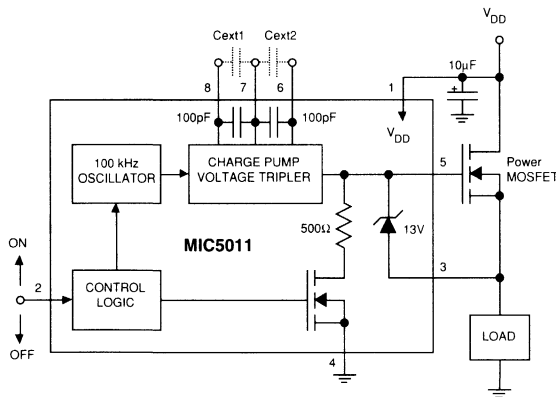 Cext1 Cext2
V_DD
10µF
8 7 6 1
+
100pF 100pF
V_DD
100 kHz
OSCILLATOR
CHARGE PUMP
VOLTAGE TRIPLER
5
Power
MOSFET
500Ω
13V
MIC5011
ON
2
CONTROL
LOGIC
3
OFF
LOAD
4